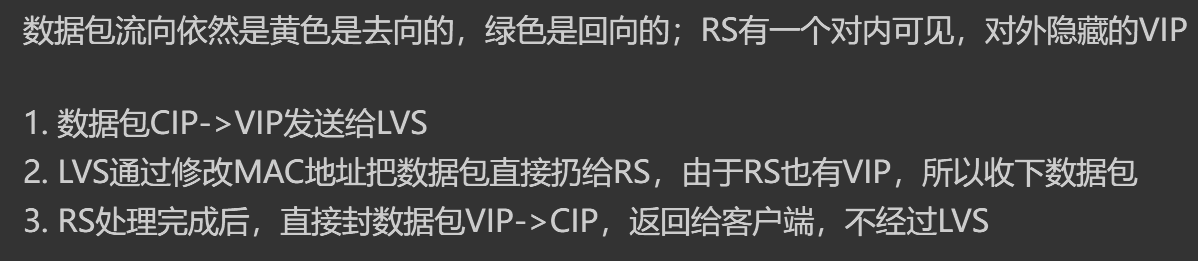 数据包流向依然是黄色是去向的，绿色是回向的；RS有一个对内可见，对外隐藏的VIP
1. 数据包CIP->VIP发送给LVS
2. LVS通过修改MAC地址把数据包直接扔给RS，由于RS也有VIP，所以收下数据包
3. RS处理完成后，直接封数据包VIP->CIP，返回给客户端，不经过LVS